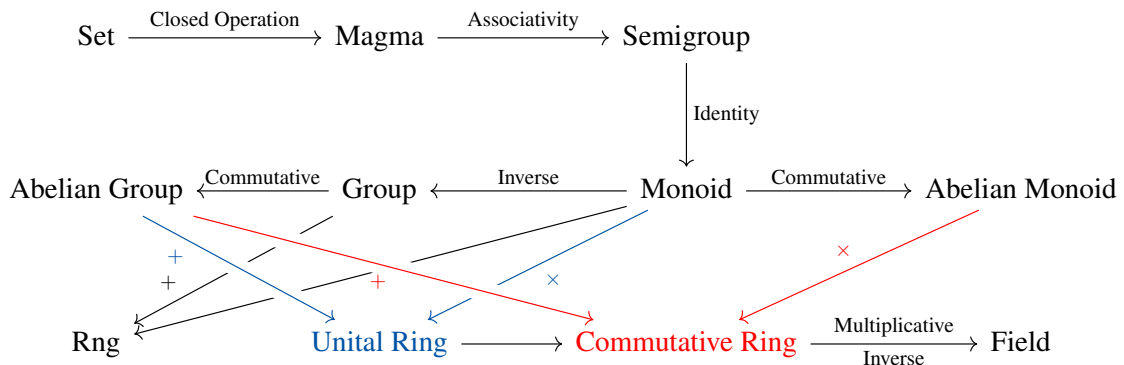 Set
Closed Operation
Magma
Associativity
Semigroup
Identity
Abelian Group
Commutative
Group
Inverse
Monoid
Commutative
Abelian Monoid
+
+
+
×
×
Rng
Unital Ring
Commutative Ring
Multiplicative
Inverse
Field